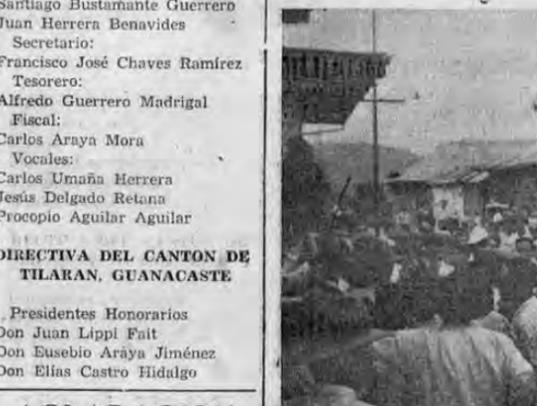 Santiago Bustamante Guerrero
Juan Herrera Benavides
Secretario:
Francisco José Chaves Ramírez
Tesorero:
Alfredo Guerrero Madrigal
Fiscal:
Carlos Araya Mora
Vocales:
Carlos Umaña Herrera
Jesús Delgado Retana
Procopio Aguilar Aguilar
DIRECTIVA DEL CANTON DE
TILARAN, GUANACASTE
Presidentes Honorarios
Don Juan Lippi Fait
Don Eusebio Araya Jiménez
Don Elías Castro Hidalgo